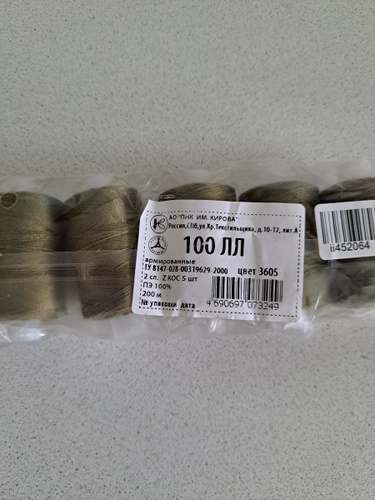 АО "ПНК ИМ. КИРОВА"
Россия,СПб,ул.Кр.Текстильщика, д.10-12, лит.А
100 ЛЛ
армированные
ТУ 8147-028-00319629-2000 цвет 3605
2 сл. Z КОС 5 шт
ПЭ 100%
200 м
№ упаковки дата
4 690697 073249
ii452064